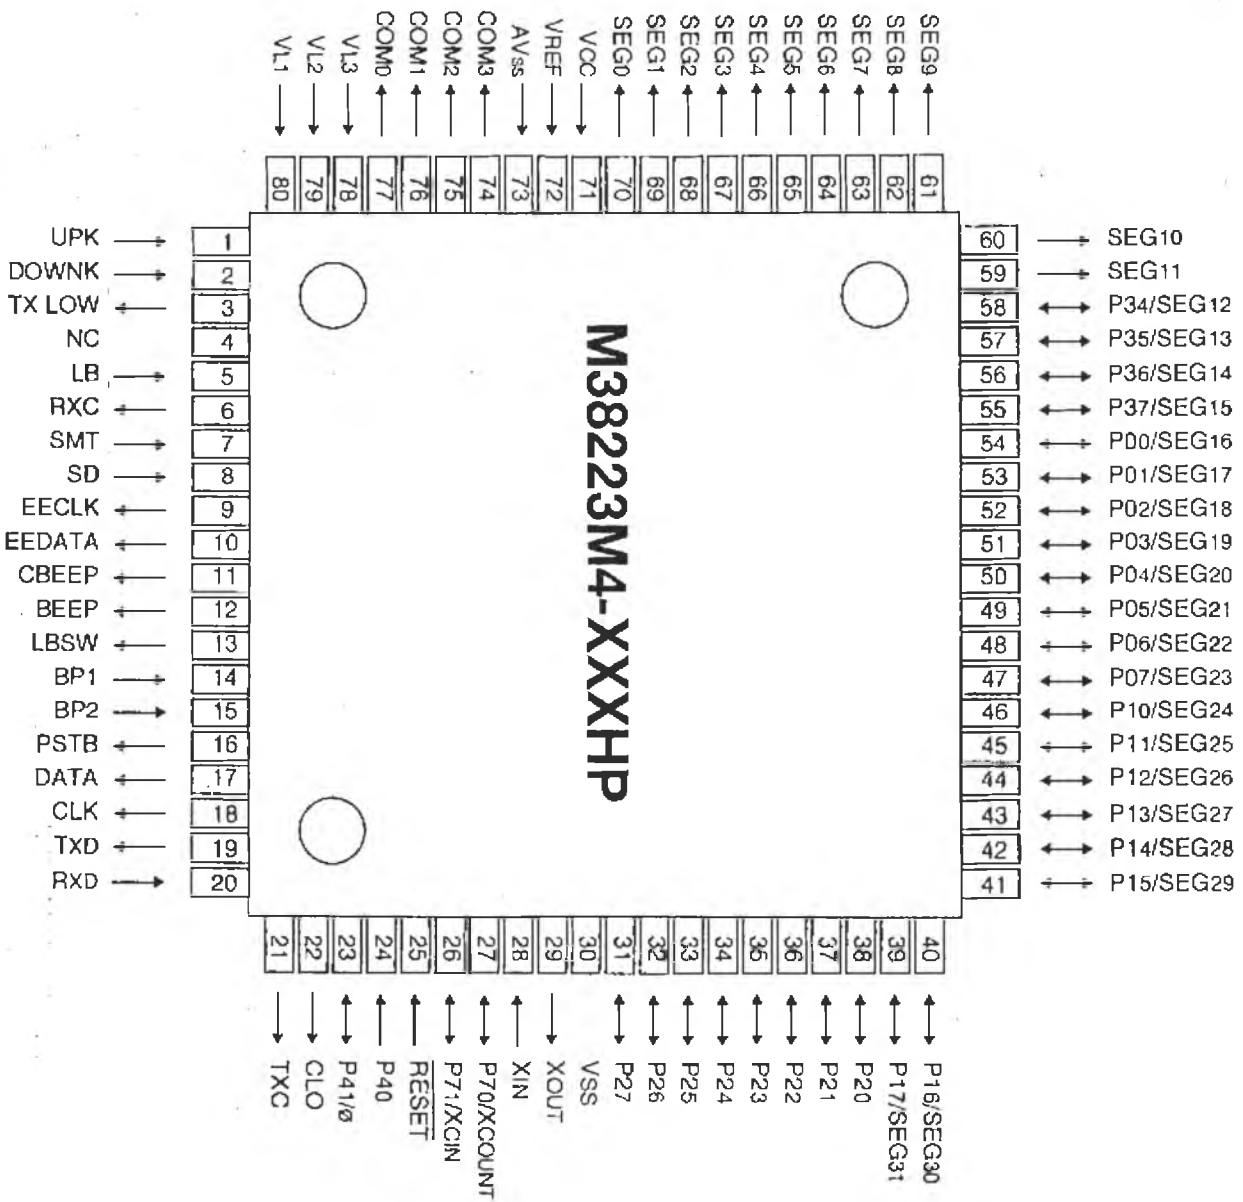 VL1 VL2 VL3 COM0 COM1 COM2 COM3 AVss VREF VCC SEG0 SEG1 SEG2 SEG3 SEG4 SEG5 SEG6 SEG7 SEG8 SEG9
80 79 78 77 76 75 74 73 72 71 70 69 68 67 66 65 64 63 62 61
UPK 1 60 SEG10
DOWNK 2 59 SEG11
TX LOW 3 58 P34/SEG12
NC 4 57 P35/SEG13
LB 5 56 P36/SEG14
RXC 6 55 P37/SEG15
SMT 7 54 P00/SEG16
SD 8 53 P01/SEG17
EECLK 9 52 P02/SEG18
EEDATA 10 51 P03/SEG19
CBEEP 11 50 P04/SEG20
BEEP 12 49 P05/SEG21
LBSW 13 48 P06/SEG22
BP1 14 47 P07/SEG23
BP2 15 46 P10/SEG24
PSTB 16 45 P11/SEG25
DATA 17 44 P12/SEG26
CLK 18 43 P13/SEG27
TXD 19 42 P14/SEG28
RXD 20 41 P15/SEG29
M38223M4-XXXHP
21 22 23 24 25 26 27 28 29 30 31 32 33 34 35 36 37 38 39 40
TXC CLO P41/ø P40 RESET P71/XCIN P70/XCOUNT XIN XOUT VSS P27 P26 P25 P24 P23 P22 P21 P20 P17/SEG31 P16/SEG30